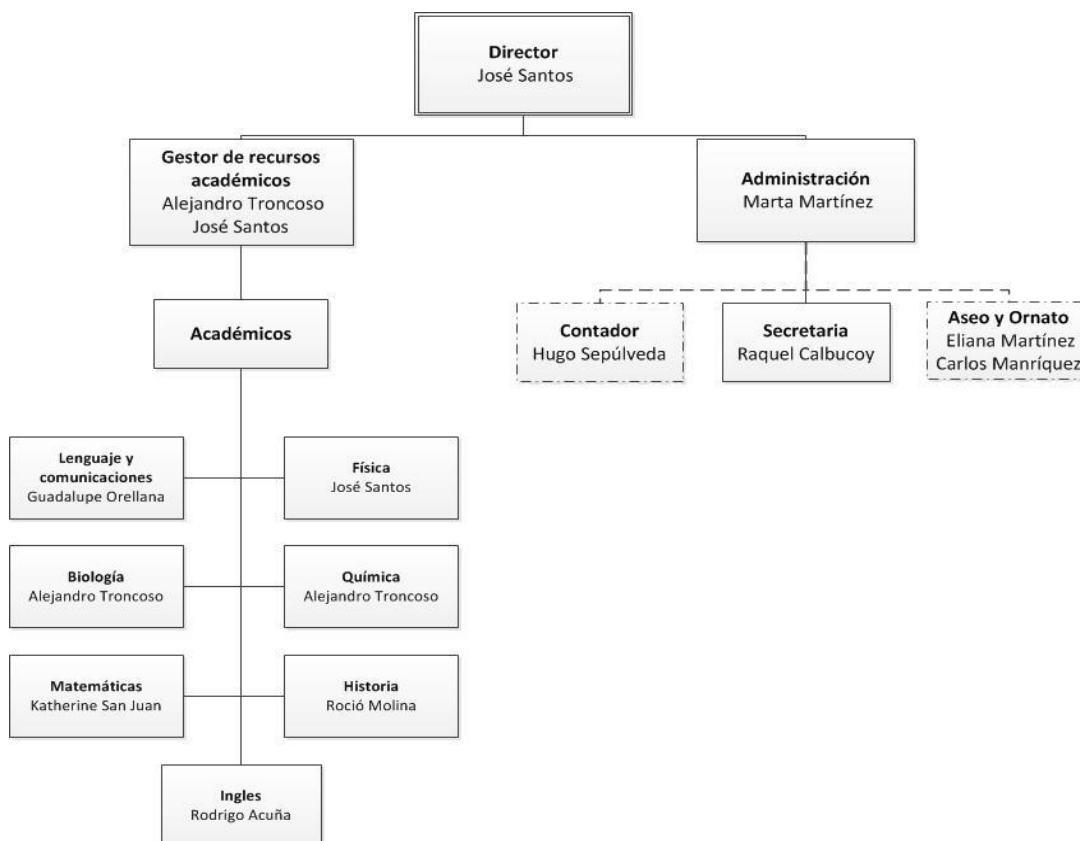 Director
José Santos
Gestor de recursos
académicos
Alejandro Troncoso
José Santos
Administración
Marta Martínez
Académicos
Contador
Hugo Sepúlveda
Secretaria
Raquel Calbucoy
Aseo y Ornato
Eliana Martínez
Carlos Manríquez
Lenguaje y
comunicaciones
Guadalupe Orellana
Física
José Santos
Biología
Alejandro Troncoso
Química
Alejandro Troncoso
Matemáticas
Katherine San Juan
Historia
Roció Molina
Ingles
Rodrigo Acuña